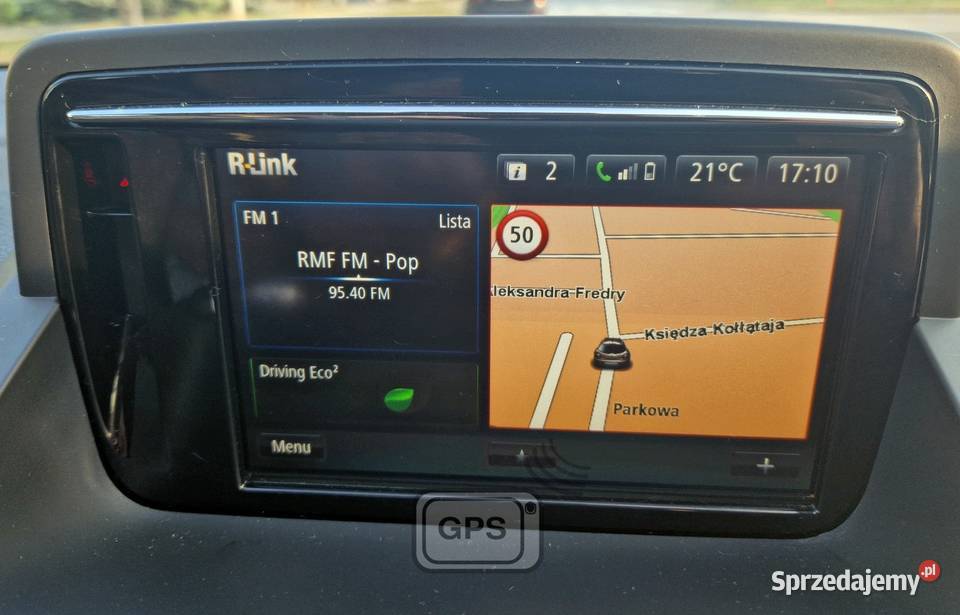 R-Link
2
21°C
17:10
FM 1
Lista
RMF FM - Pop
95.40 FM
50
leksandra Fredry
Księdza Kołłątaja
Parkowa
Driving Eco²
Menu
+
GPS
Sprzedajemy.pl